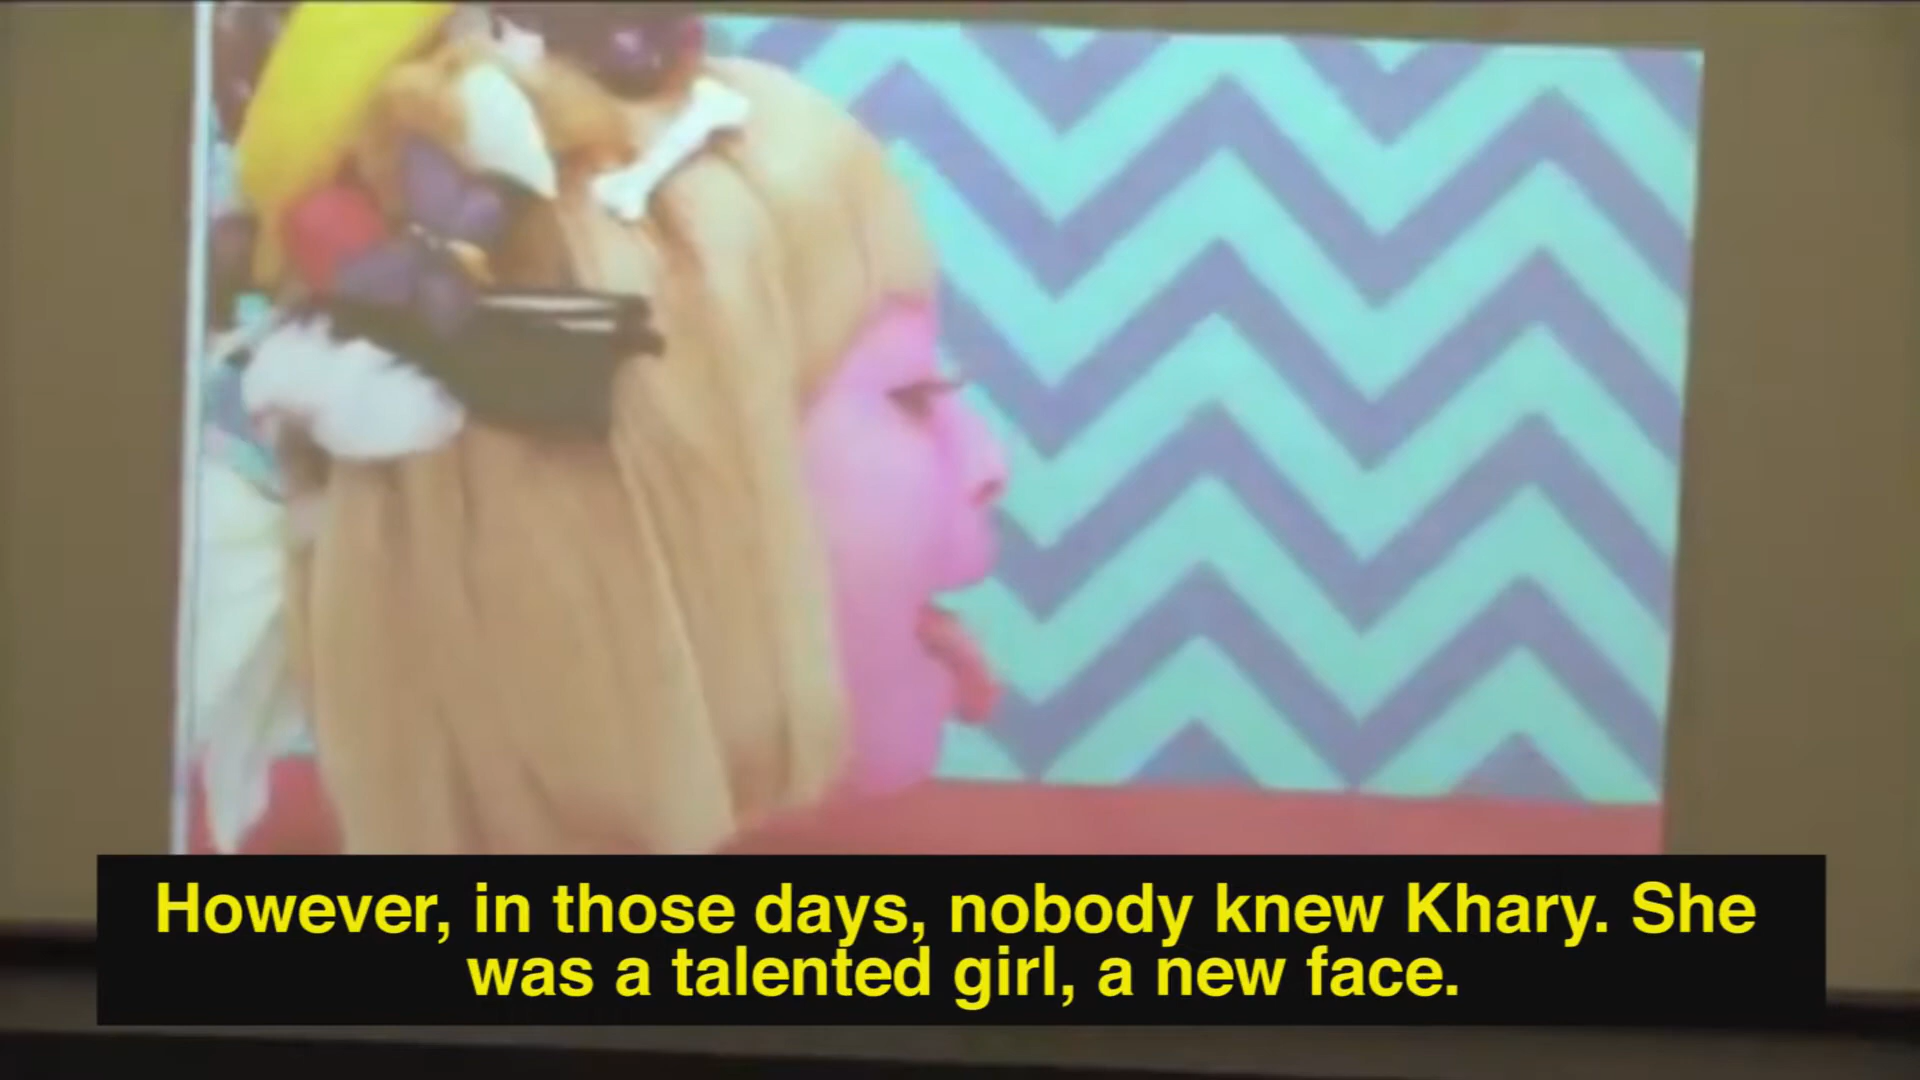 However, in those days, nobody knew Khary. She
was a talented girl, a new face.